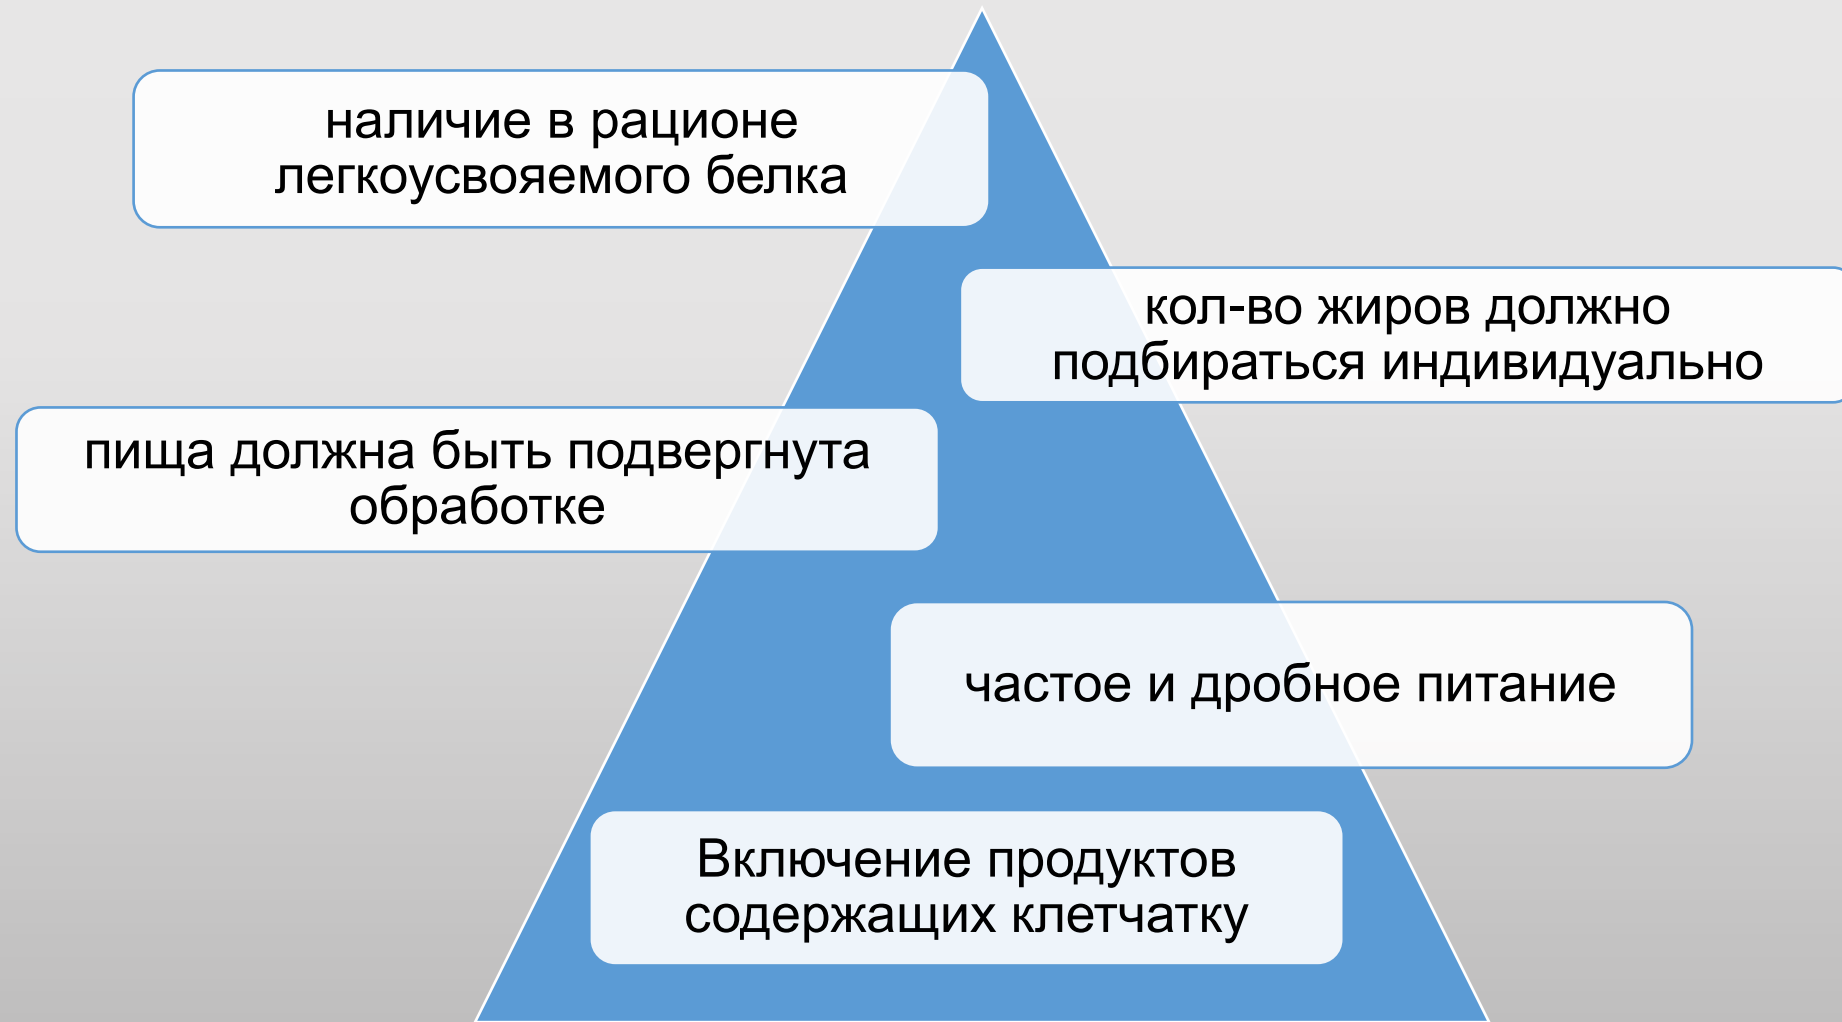 наличие в рационе
легкоусвояемого белка
кол-во жиров должно
подбираться индивидуально
пища должна быть подвергнута
обработке
частое и дробное питание
Включение продуктов
содержащих клетчатку